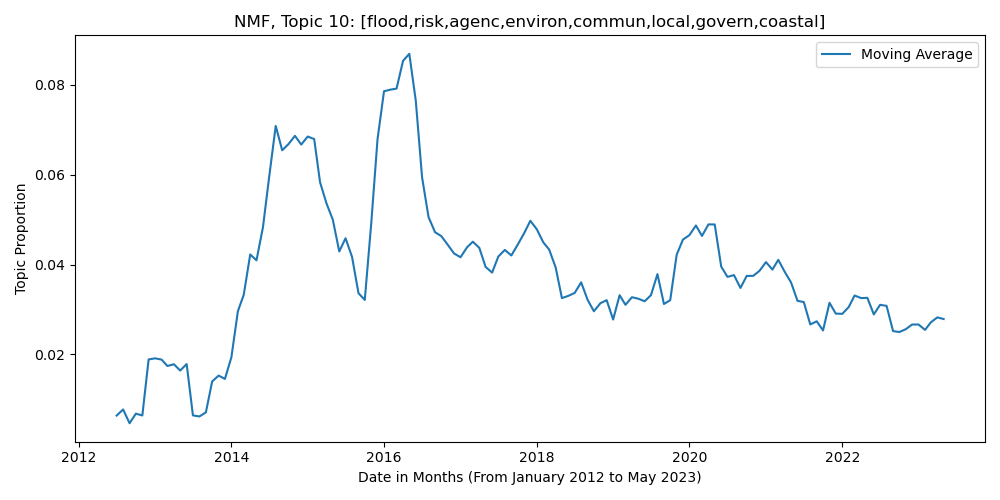 NMF, Topic 10: [flood,risk,agenc,environ,commun,local,govern,coastal]
Moving Average
Topic Proportion
0.08
0.06
0.04
0.02
2012 2014 2016 2018 2020 2022
Date in Months (From January 2012 to May 2023)